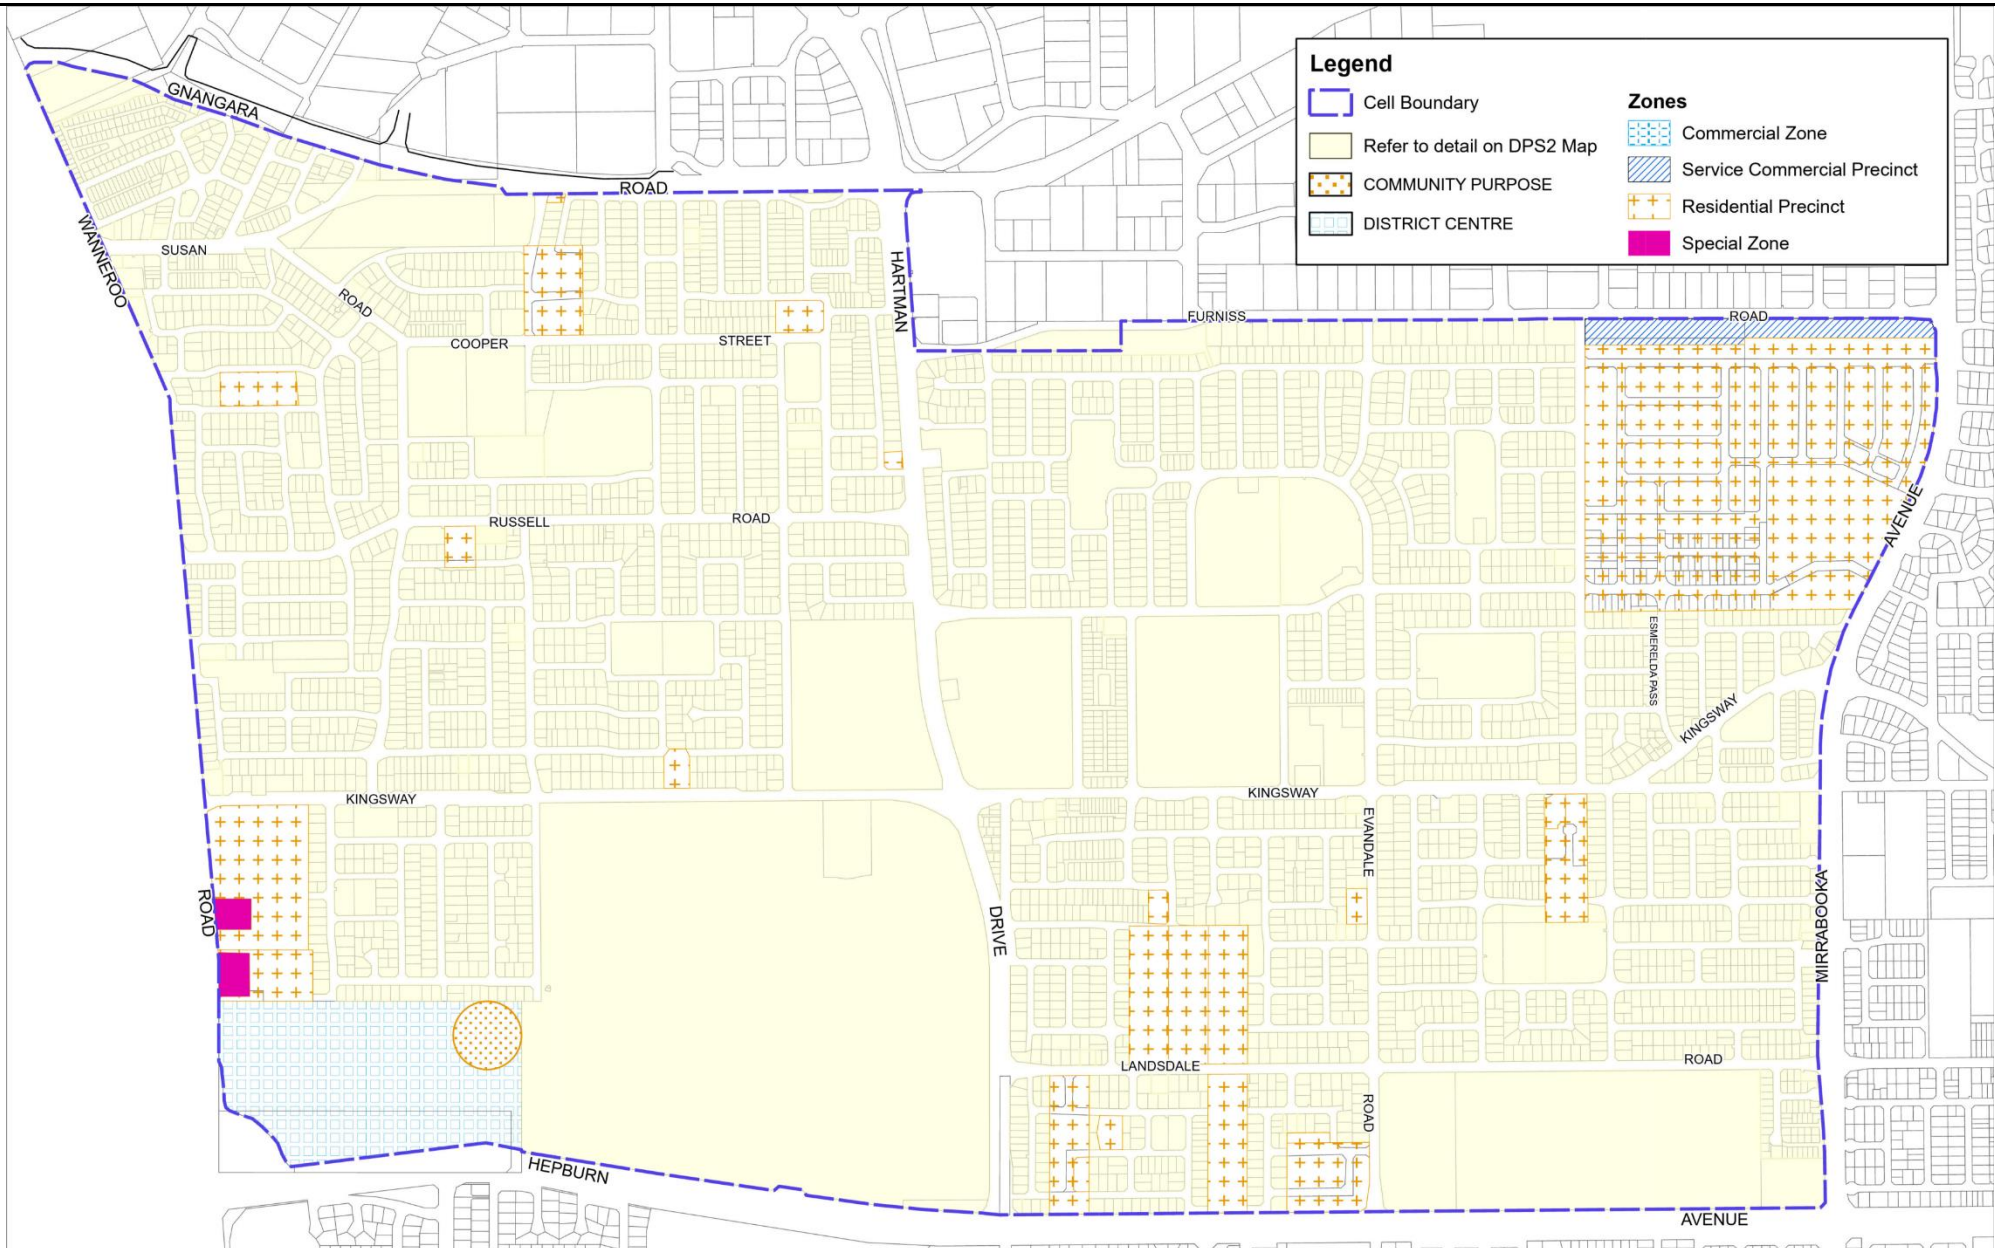 Legend
Cell Boundary
Refer to detail on DPS2 Map
COMMUNITY PURPOSE
DISTRICT CENTRE
Zones
Commercial Zone
Service Commercial Precinct
Residential Precinct
Special Zone
GNANGARA
ROAD
WANNEROO
SUSAN
ROAD
HARTMAN
COOPER
STREET
FURNISS
ROAD
RUSSELL
ROAD
AVENUE
ESMERELDA PASS
KINGSWAY
KINGSWAY
KINGSWAY
EVANDALE
ROAD
DRIVE
MIRRABOOKA
LANDSDALE
ROAD
ROAD
HEPBURN
AVENUE